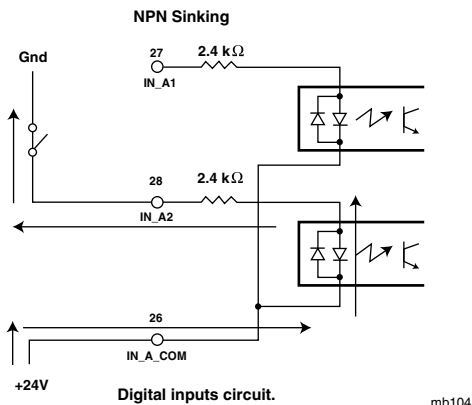 NPN Sinking
Gnd
27
2.4 kΩ
IN_A1
28
2.4 kΩ
IN_A2
26
IN_A_COM
+24V
Digital inputs circuit.
mb104